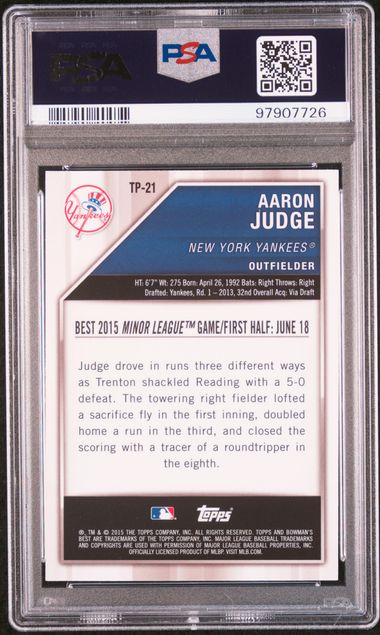 PSA
PSA
97907726
Yankees
TP-21
AARON
JUDGE
NEW YORK YANKEES®
OUTFIELDER
HT: 6'7" WT: 275 BORN: APRIL 26, 1992 BATS: RIGHT THROWS: RIGHT
DRAFTED: YANKEES, RD. 1 – 2013, 32ND OVERALL ACQ: VIA DRAFT
BEST 2015 MINOR LEAGUE™ GAME/FIRST HALF: JUNE 18
Judge drove in runs three different ways
as Trenton shackled Reading with a 5-0
defeat. The towering right fielder lofted
a sacrifice fly in the first inning, doubled
home a run in the third, and closed the
scoring with a tracer of a roundtripper in
the eighth.
topps
®, TM & © 2015 THE TOPPS COMPANY, INC. ALL RIGHTS RESERVED. TOPPS AND BOWMAN'S
BEST ARE TRADEMARKS OF THE TOPPS COMPANY, INC. MAJOR LEAGUE BASEBALL TRADEMARKS
AND COPYRIGHTS ARE USED WITH PERMISSION OF MAJOR LEAGUE BASEBALL PROPERTIES, INC.
OFFICIALLY LICENSED PRODUCT OF MLBP. VISIT MLB.COM.